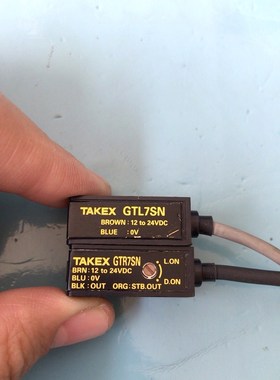 TAKEX GTL7SN
BROWN: 12 to 24VDC
BLUE : 0V
TAKEX GTR7SN
BRN: 12 to 24VDC
BLU: 0V
BLK: OUT ORG: STB.OUT
L.ON
D.ON